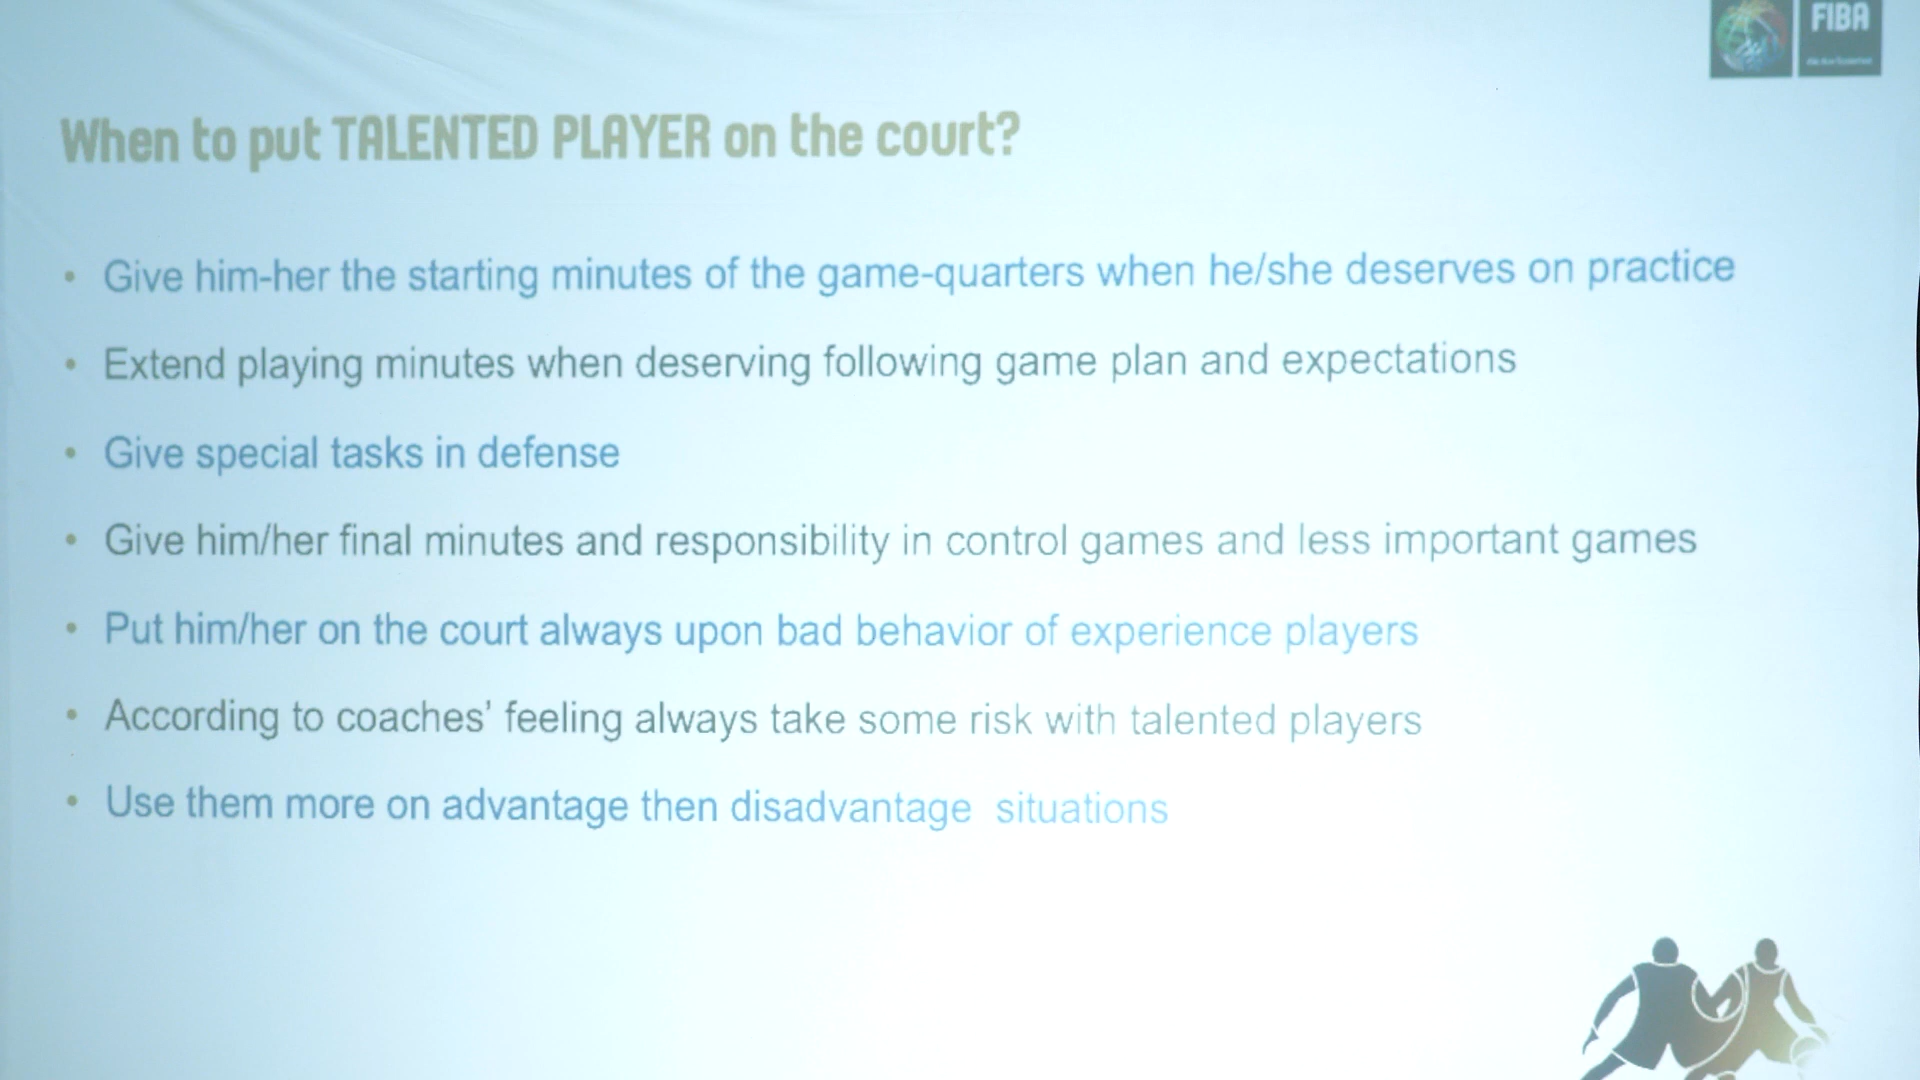 FIBA
When to put TALENTED PLAYER on the court?
• Give him-her the starting minutes of the game-quarters when he/she deserves on practice
• Extend playing minutes when deserving following game plan and expectations
• Give special tasks in defense
• Give him/her final minutes and responsibility in control games and less important games
• Put him/her on the court always upon bad behavior of experience players
• According to coaches' feeling always take some risk with talented players
• Use them more on advantage then disadvantage situations